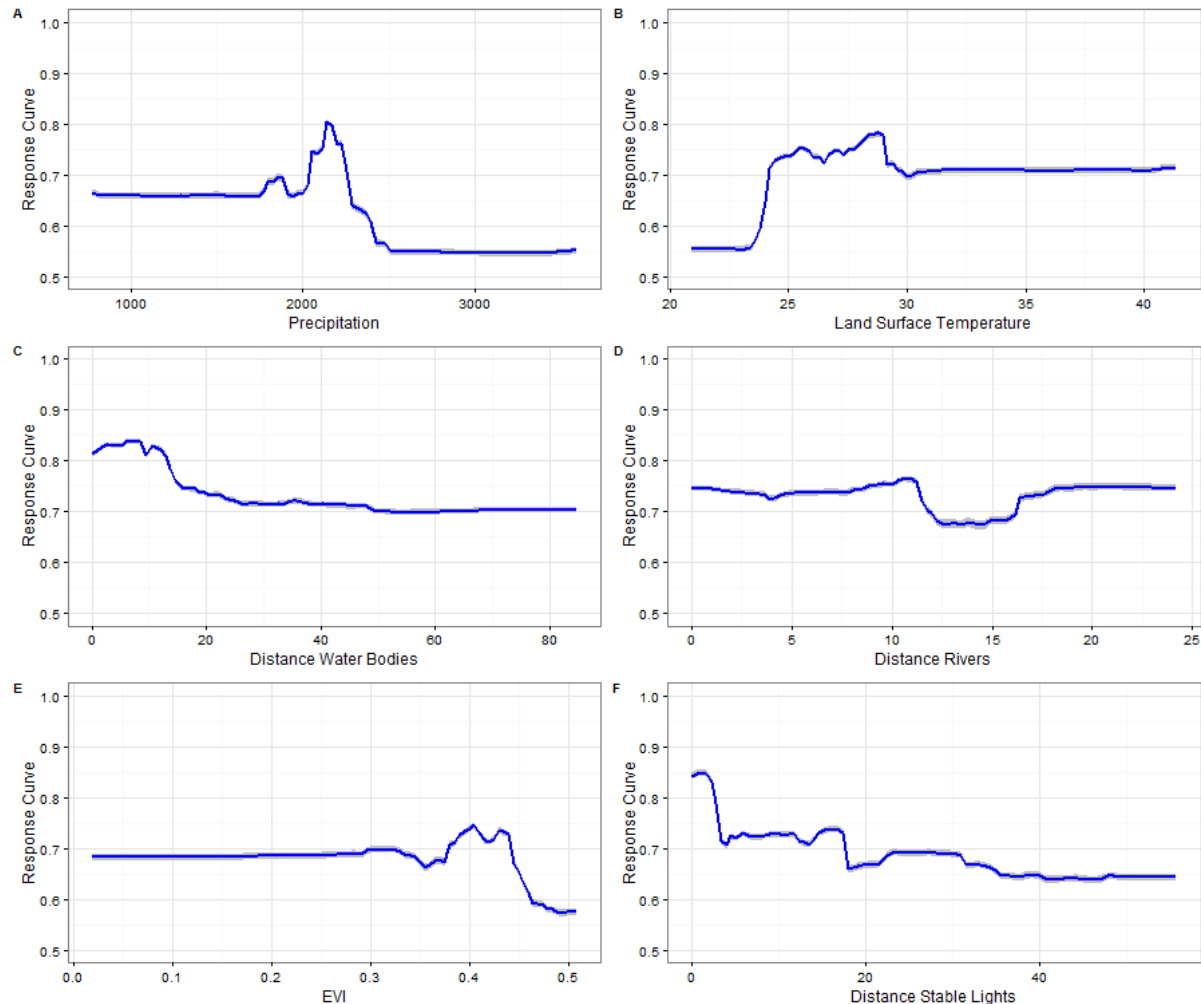 A
Response Curve
1.0
0.9
0.8
0.7
0.6
0.5
1000 2000 3000
Precipitation
B
Response Curve
1.0
0.9
0.8
0.7
0.6
0.5
20 25 30 35 40
Land Surface Temperature
C
Response Curve
1.0
0.9
0.8
0.7
0.6
0.5
0 20 40 60 80
Distance Water Bodies
D
Response Curve
1.0
0.9
0.8
0.7
0.6
0.5
0 5 10 15 20 25
Distance Rivers
E
Response Curve
1.0
0.9
0.8
0.7
0.6
0.5
0.0 0.1 0.2 0.3 0.4 0.5
EVI
F
Response Curve
1.0
0.9
0.8
0.7
0.6
0.5
0 20 40
Distance Stable Lights